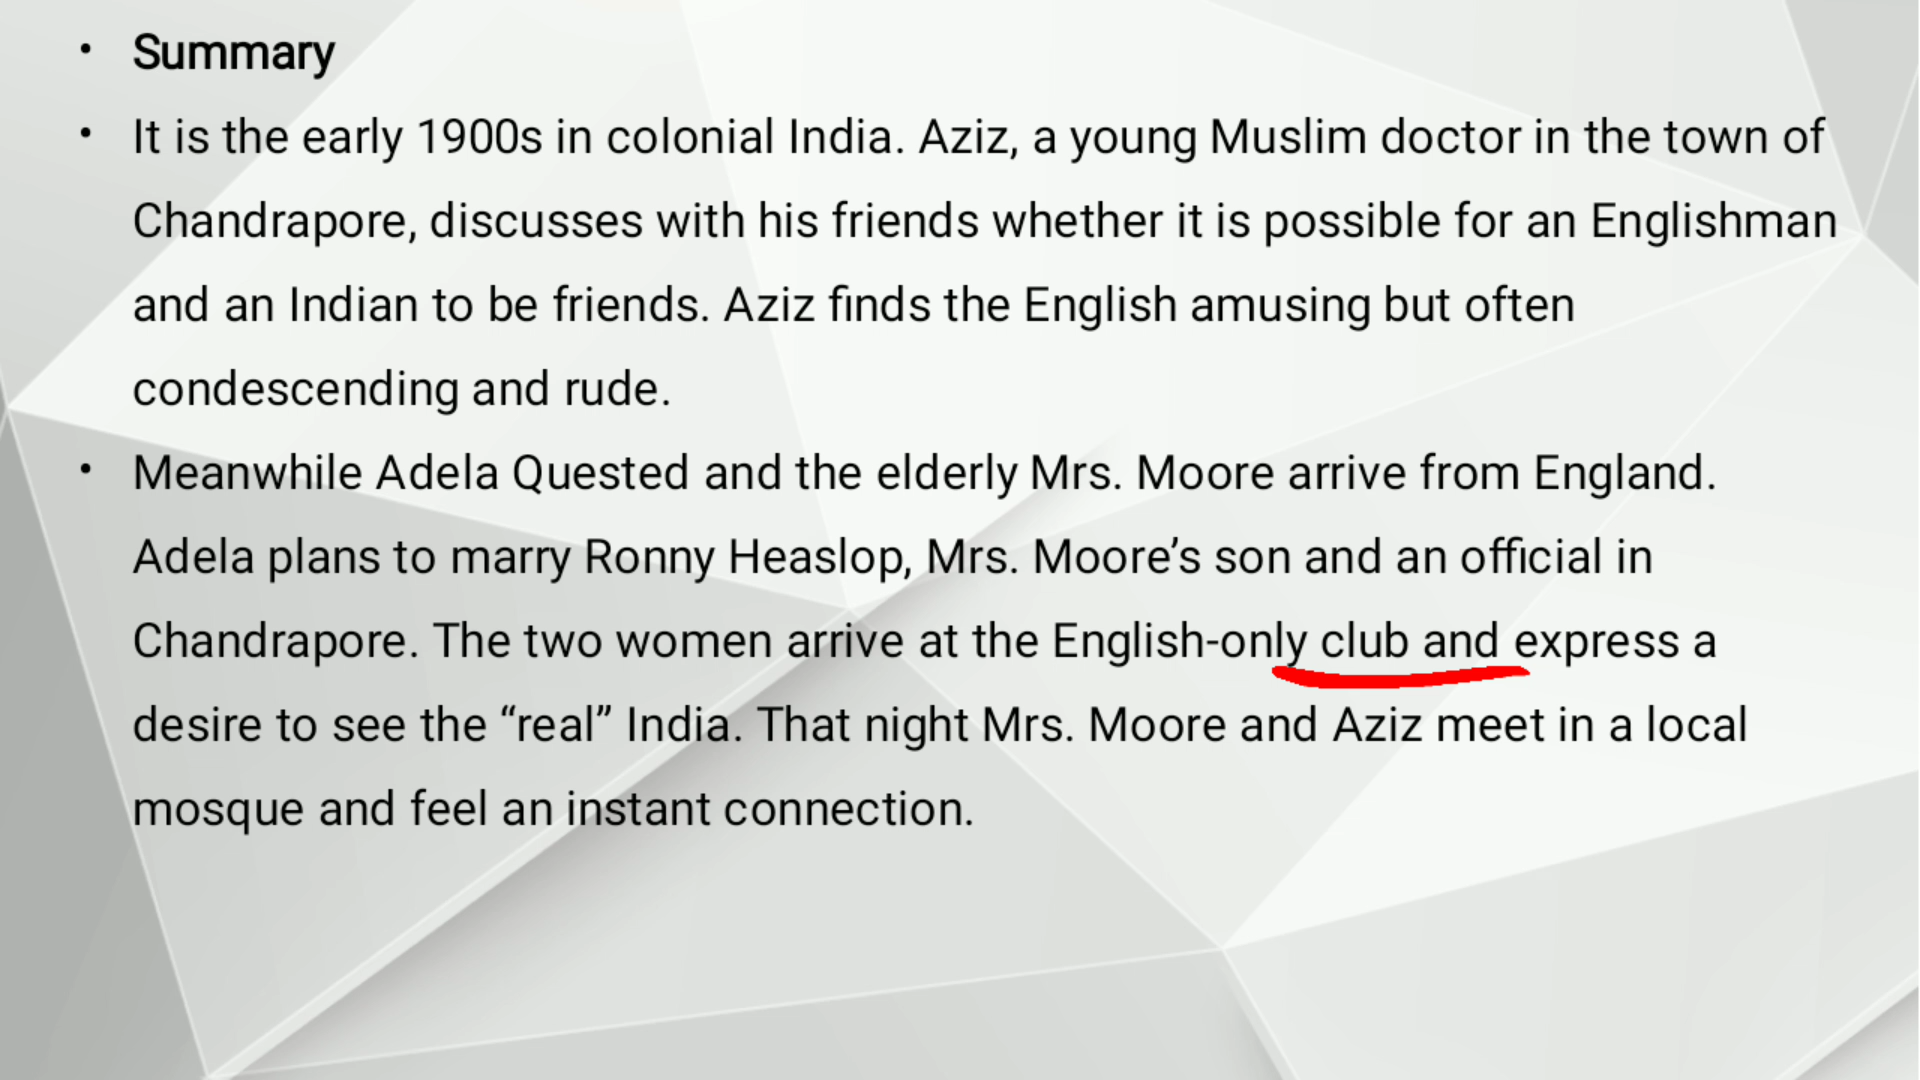 • Summary
• It is the early 1900s in colonial India. Aziz, a young Muslim doctor in the town of
Chandrapore, discusses with his friends whether it is possible for an Englishman
and an Indian to be friends. Aziz finds the English amusing but often
condescending and rude.
• Meanwhile Adela Quested and the elderly Mrs. Moore arrive from England.
Adela plans to marry Ronny Heaslop, Mrs. Moore’s son and an official in
Chandrapore. The two women arrive at the English-only club and express a
desire to see the “real” India. That night Mrs. Moore and Aziz meet in a local
mosque and feel an instant connection.